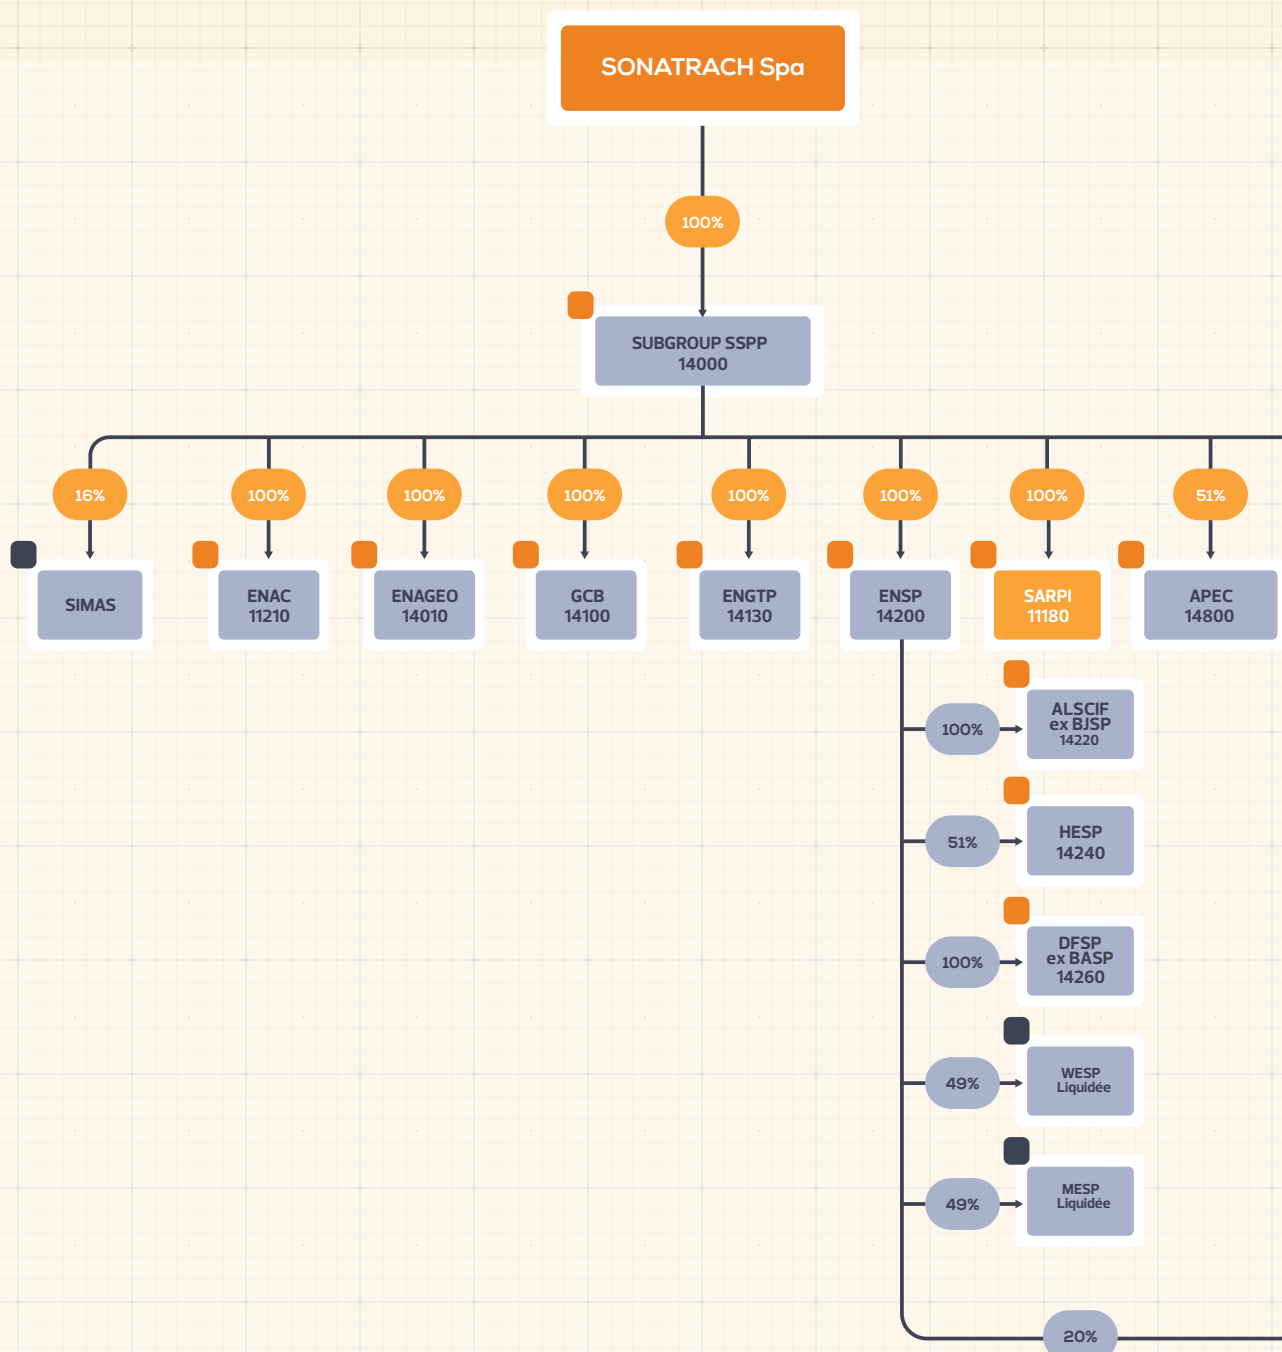 SONATRACH Spa
100%
SUBGROUP SSPP
14000
16%
100%
100%
100%
100%
100%
100%
51%
SIMAS
ENAC
11210
ENAGEO
14010
GCB
14100
ENGTP
14130
ENSP
14200
SARPI
11180
APEC
14800
100%
ALSCIF
ex BJSP
14220
51%
HESP
14240
100%
DFSP
ex BASP
14260
49%
WESP
Liquidée
49%
MESP
Liquidée
20%